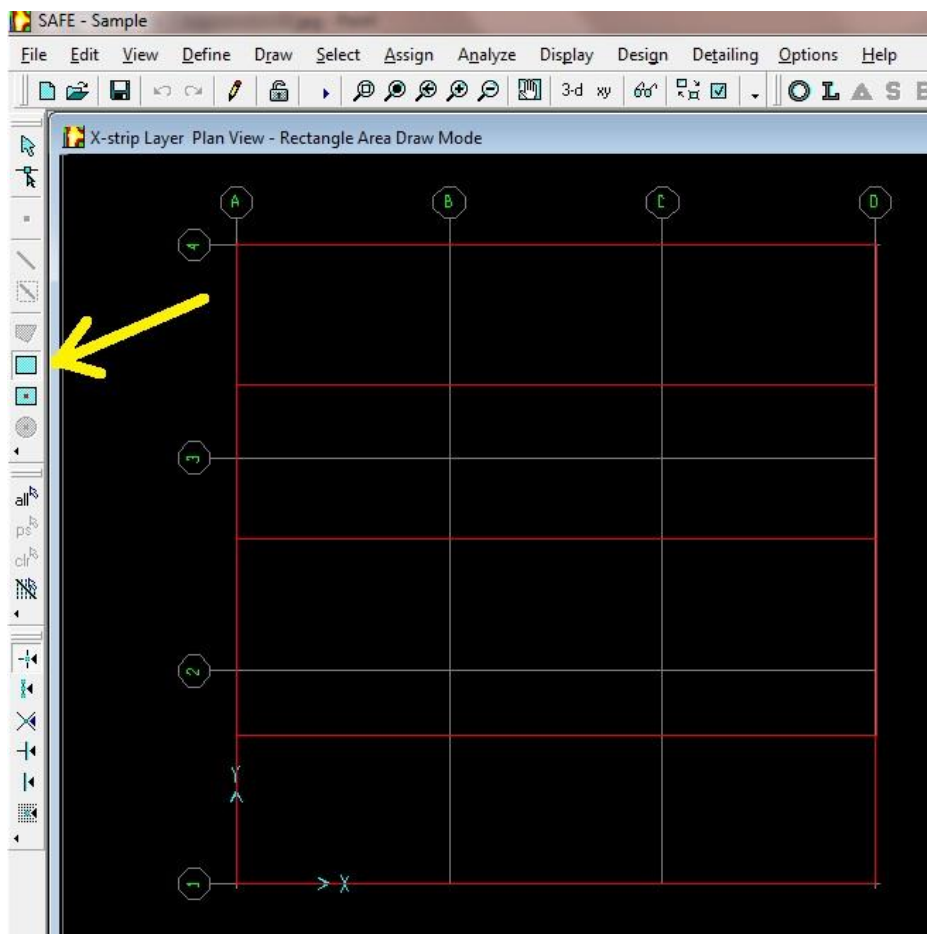 SAFE - Sample
File Edit View Define Draw Select Assign Analyze Display Design Detailing Options Help
3-d xy O L A S
X-strip Layer Plan View - Rectangle Area Draw Mode
A B C D
4
3
all
ps
clr
2
Y
1
X